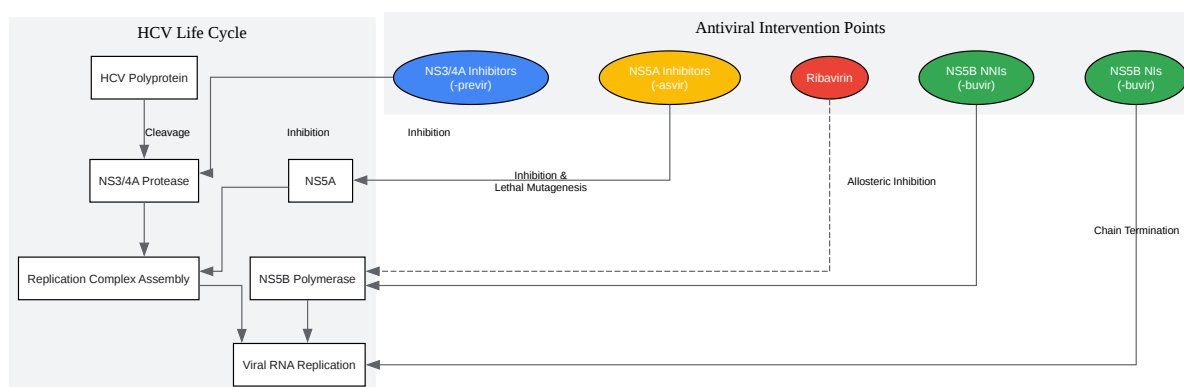 HCV Life Cycle
Antiviral Intervention Points
HCV Polyprotein
NS3/4A Inhibitors
(-previr)
NS5A Inhibitors
(-asvir)
Ribavirin
NS5B NNIs
(-buvir)
NS5B NIs
(-buvir)
Cleavage
Inhibition
Inhibition
NS3/4A Protease
NS5A
Inhibition &
Lethal Mutagenesis
Allosteric Inhibition
Chain Termination
Replication Complex Assembly
NS5B Polymerase
Viral RNA Replication